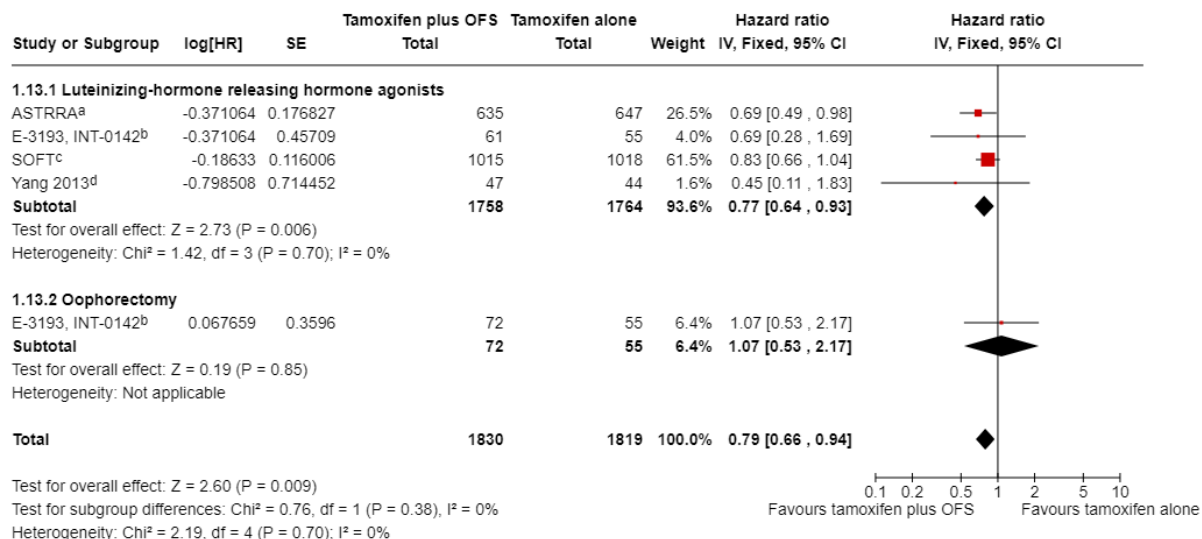 Tamoxifen plus OFS Tamoxifen alone Hazard ratio Hazard ratio
Study or Subgroup log[HR] SE Total Total Weight IV, Fixed, 95% CI IV, Fixed, 95% CI
1.13.1 Luteinizing-hormone releasing hormone agonists
ASTRRAᵃ -0.371064 0.176827 635 647 26.5% 0.69 [0.49 , 0.98]
E-3193, INT-0142ᵇ -0.371064 0.45709 61 55 4.0% 0.69 [0.28 , 1.69]
SOFTᶜ -0.18633 0.116006 1015 1018 61.5% 0.83 [0.66 , 1.04]
Yang 2013ᵈ -0.798508 0.714452 47 44 1.6% 0.45 [0.11 , 1.83]
Subtotal 1758 1764 93.6% 0.77 [0.64 , 0.93]
Test for overall effect: Z = 2.73 (P = 0.006)
Heterogeneity: Chi² = 1.42, df = 3 (P = 0.70); I² = 0%
1.13.2 Oophorectomy
E-3193, INT-0142ᵇ 0.067659 0.3596 72 55 6.4% 1.07 [0.53 , 2.17]
Subtotal 72 55 6.4% 1.07 [0.53 , 2.17]
Test for overall effect: Z = 0.19 (P = 0.85)
Heterogeneity: Not applicable
Total 1830 1819 100.0% 0.79 [0.66 , 0.94]
Test for overall effect: Z = 2.60 (P = 0.009)
0.1 0.2 0.5 1 2 5 10
Test for subgroup differences: Chi² = 0.76, df = 1 (P = 0.38), I² = 0%
Favours tamoxifen plus OFS Favours tamoxifen alone
Heterogeneity: Chi² = 2.19, df = 4 (P = 0.70); I² = 0%